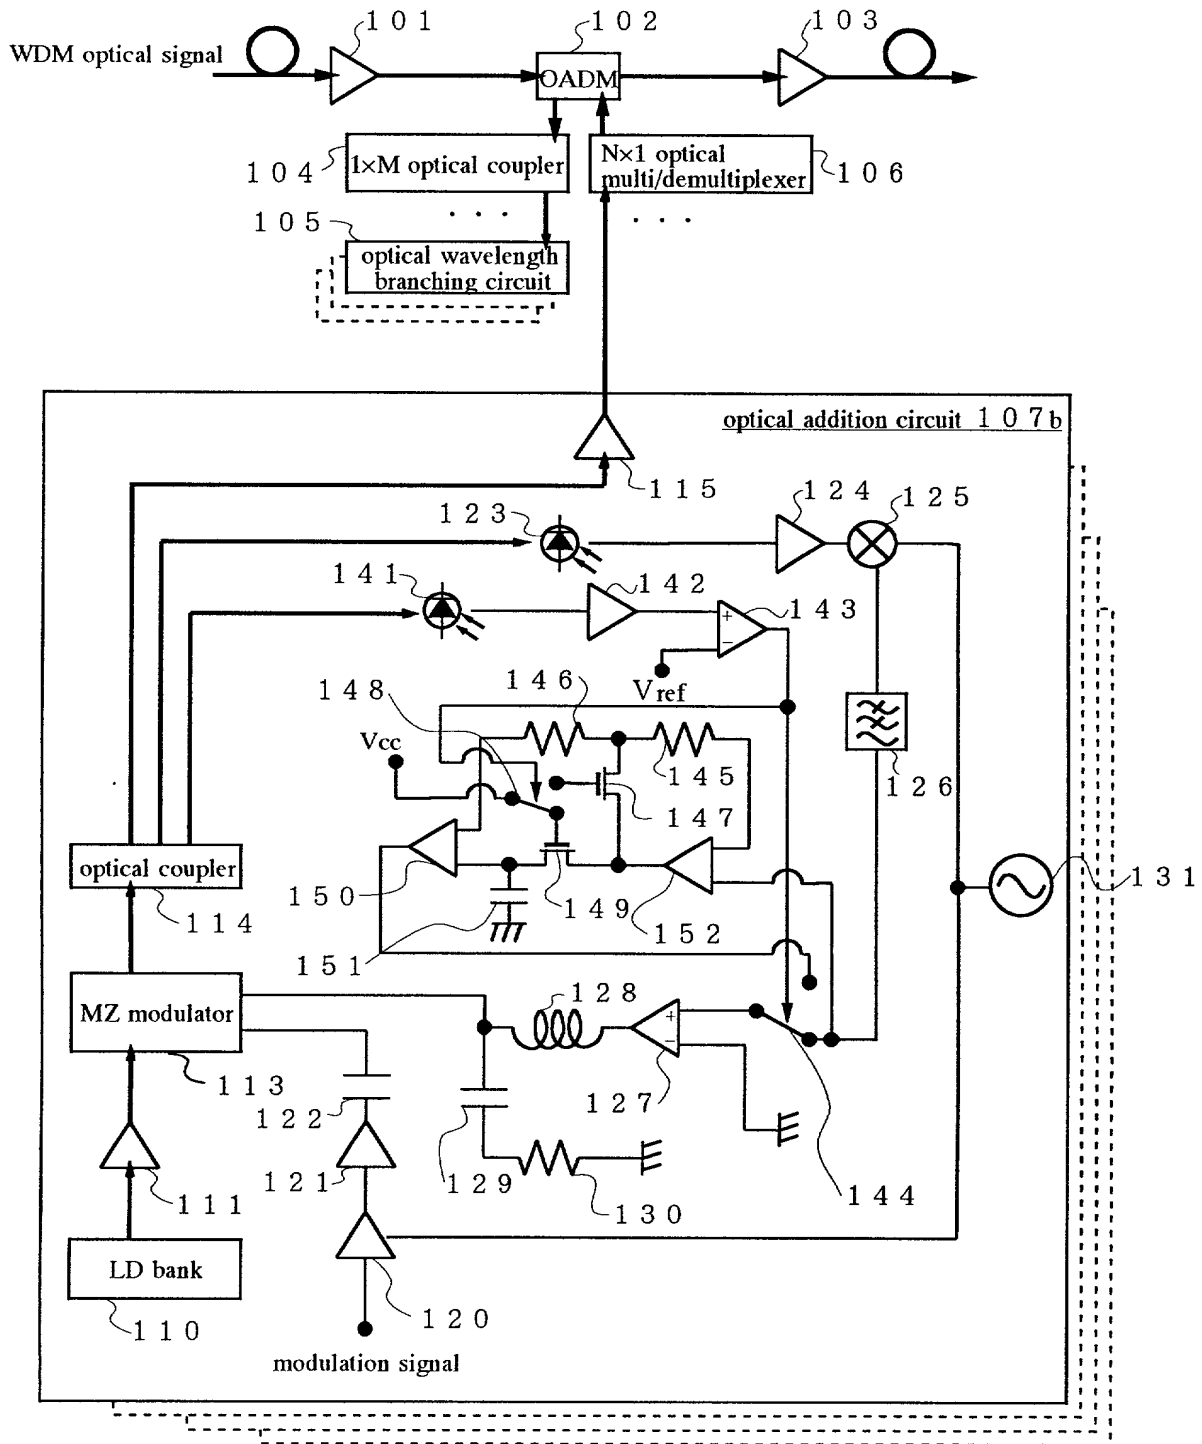 101
102
103
WDM optical signal
OADM
104
1×M optical coupler
N×1 optical
multi/demultiplexer
106
105
optical wavelength
branching circuit
optical addition circuit 107b
115
123
124
125
141
142
143
+
−
Vref
148
146
Vcc
145
147
126
150
149
152
151
131
optical coupler
114
MZ modulator
113
128
+
−
127
122
129
130
144
121
111
LD bank
110
120
modulation signal